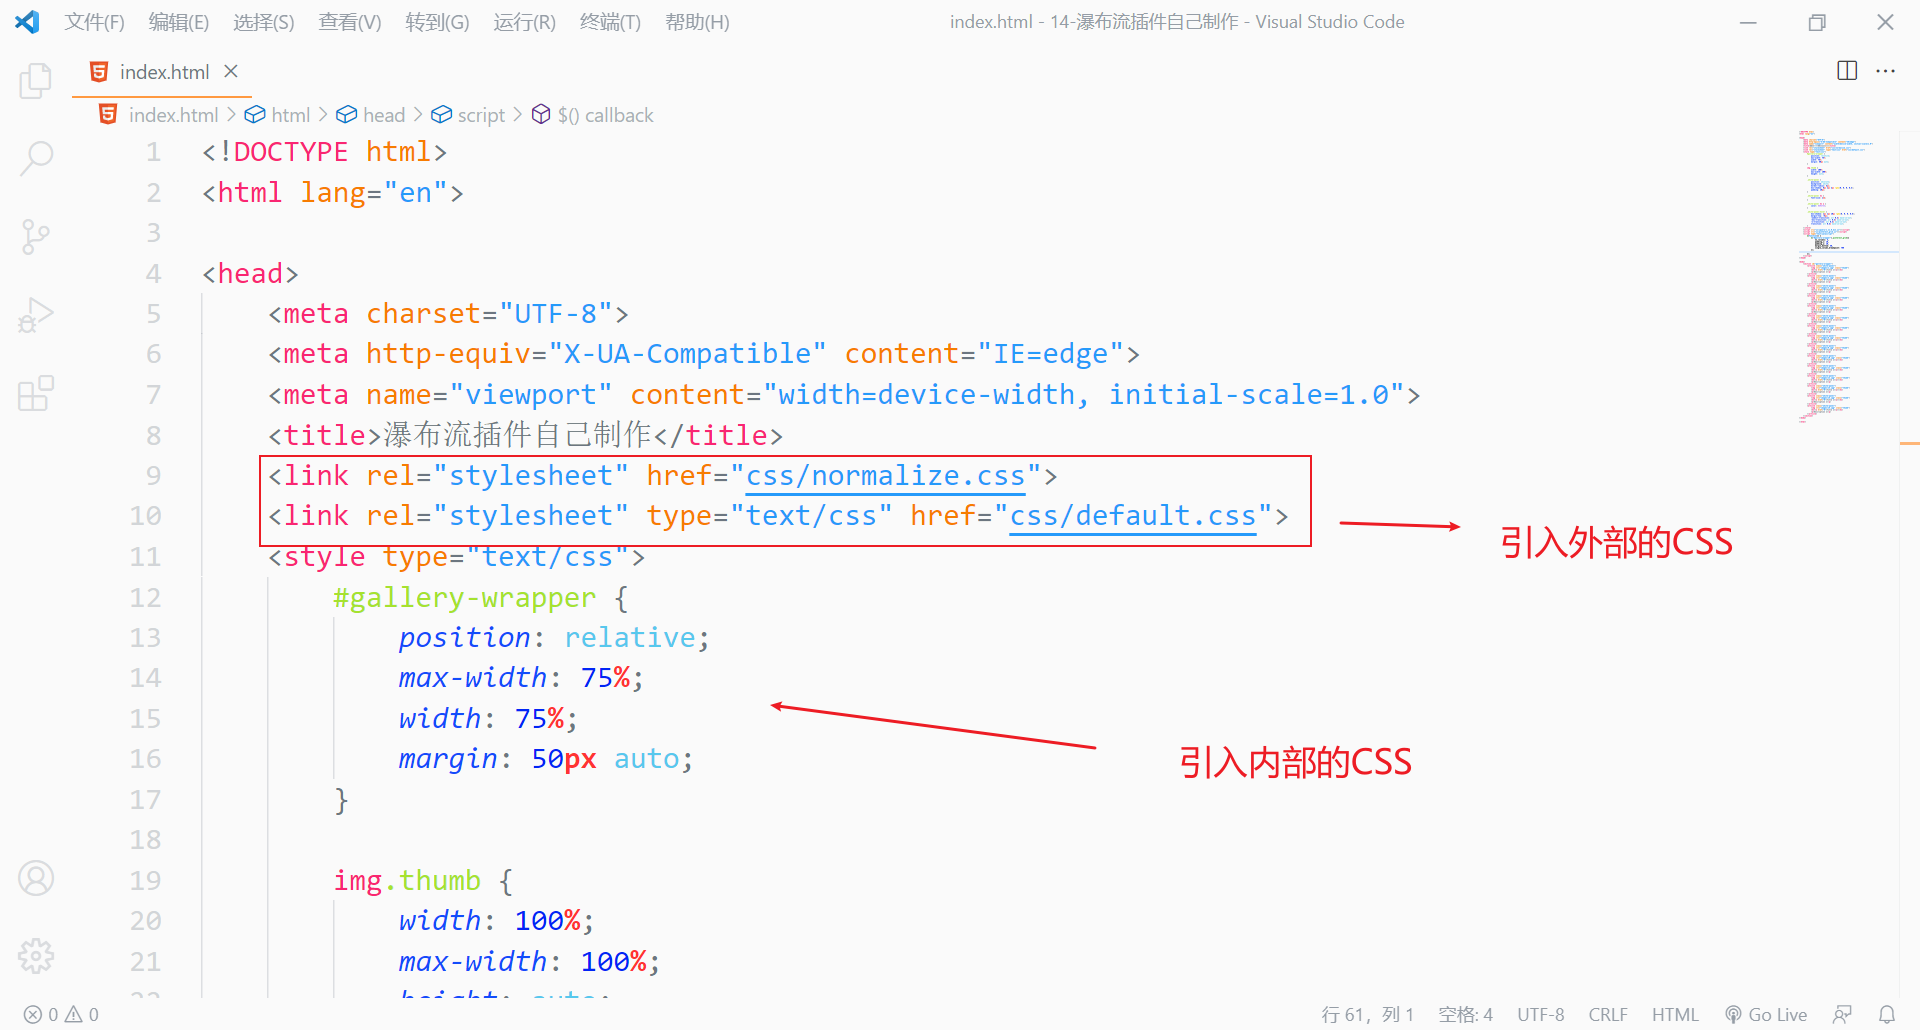 文件(F) 编辑(E) 选择(S) 查看(V) 转到(G) 运行(R) 终端(T) 帮助(H) index.html - 14-瀑布流插件自己制作 - Visual Studio Code
index.html
index.html > html > head > script > $() callback
1 <!DOCTYPE html>
2 <html lang="en">
3
4 <head>
5 <meta charset="UTF-8">
6 <meta http-equiv="X-UA-Compatible" content="IE=edge">
7 <meta name="viewport" content="width=device-width, initial-scale=1.0">
8 <title>瀑布流插件自己制作</title>
9 <link rel="stylesheet" href="css/normalize.css">
10 <link rel="stylesheet" type="text/css" href="css/default.css">
引入外部的CSS
11 <style type="text/css">
12 #gallery-wrapper {
13 position: relative;
14 max-width: 75%;
15 width: 75%;
16 margin: 50px auto;
引入内部的CSS
17 }
18
19 img.thumb {
20 width: 100%;
21 max-width: 100%;
22 height: auto;
0 0 行 61，列 1 空格: 4 UTF-8 CRLF HTML Go Live